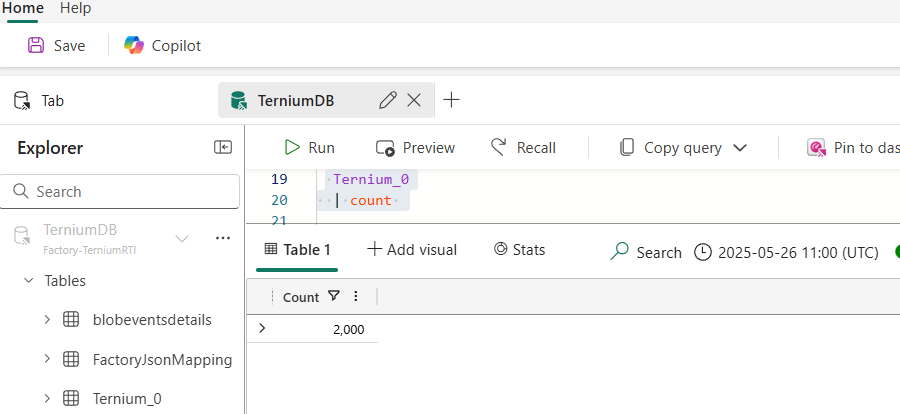 Home Help
Save Copilot
Tab TerniumDB
Explorer
Run Preview Recall Copy query Pin to das
Search
19 Ternium_0
20 | count
21
TerniumDB
Factory-TerniumRTI
Table 1 Add visual Stats Search 2025-05-26 11:00 (UTC)
Tables
Count
blobeventsdetails
2,000
FactoryJsonMapping
Ternium_0